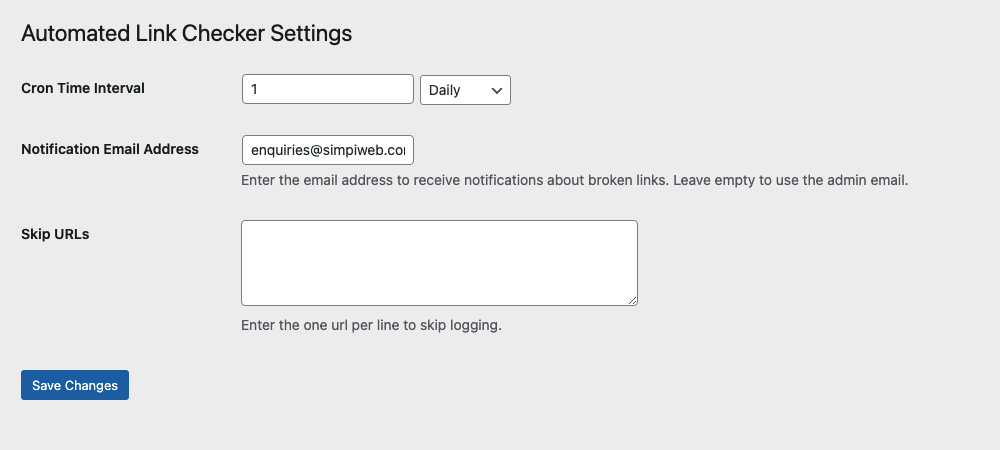 Automated Link Checker Settings
Cron Time Interval 1 Daily
Notification Email Address enquiries@simpiweb.co
Enter the email address to receive notifications about broken links. Leave empty to use the admin email.
Skip URLs
Enter the one url per line to skip logging.
Save Changes